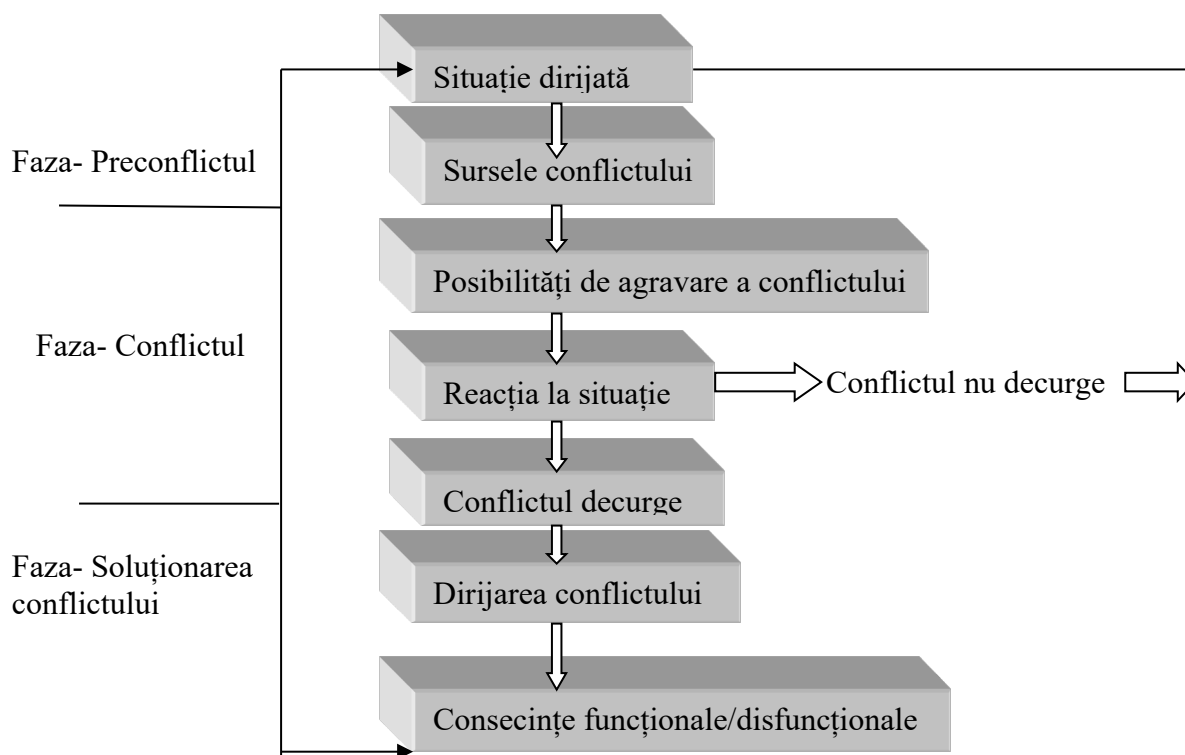 Situație dirijată
Faza- Preconflictul
Sursele conflictului
Posibilități de agravare a conflictului
Faza- Conflictul
Reacția la situație
Conflictul nu decurge
Conflictul decurge
Faza- Soluționarea
conflictului
Dirijarea conflictului
Consecințe funcționale/disfuncționale